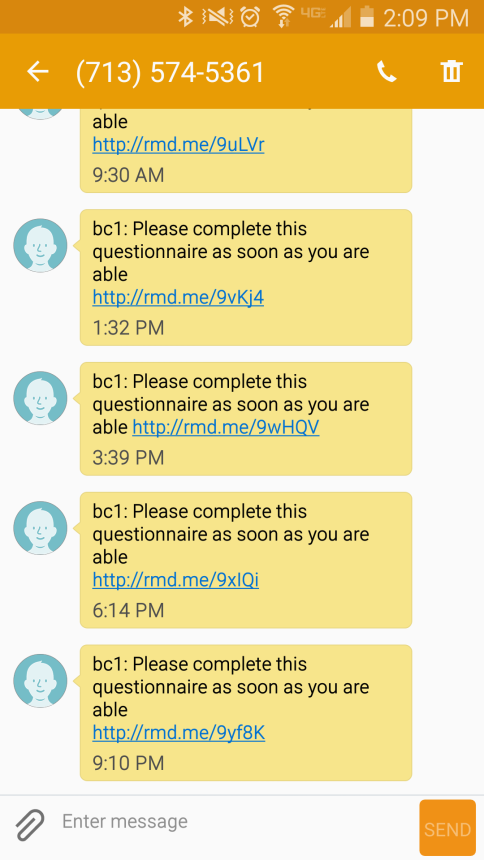 4GE 2:09 PM
(713) 574-5361
able
http://rmd.me/9uLVr
9:30 AM
bc1: Please complete this
questionnaire as soon as you are
able
http://rmd.me/9vKj4
1:32 PM
bc1: Please complete this
questionnaire as soon as you are
able http://rmd.me/9wHQV
3:39 PM
bc1: Please complete this
questionnaire as soon as you are
able
http://rmd.me/9xIQi
6:14 PM
bc1: Please complete this
questionnaire as soon as you are
able
http://rmd.me/9yf8K
9:10 PM
Enter message
SEND